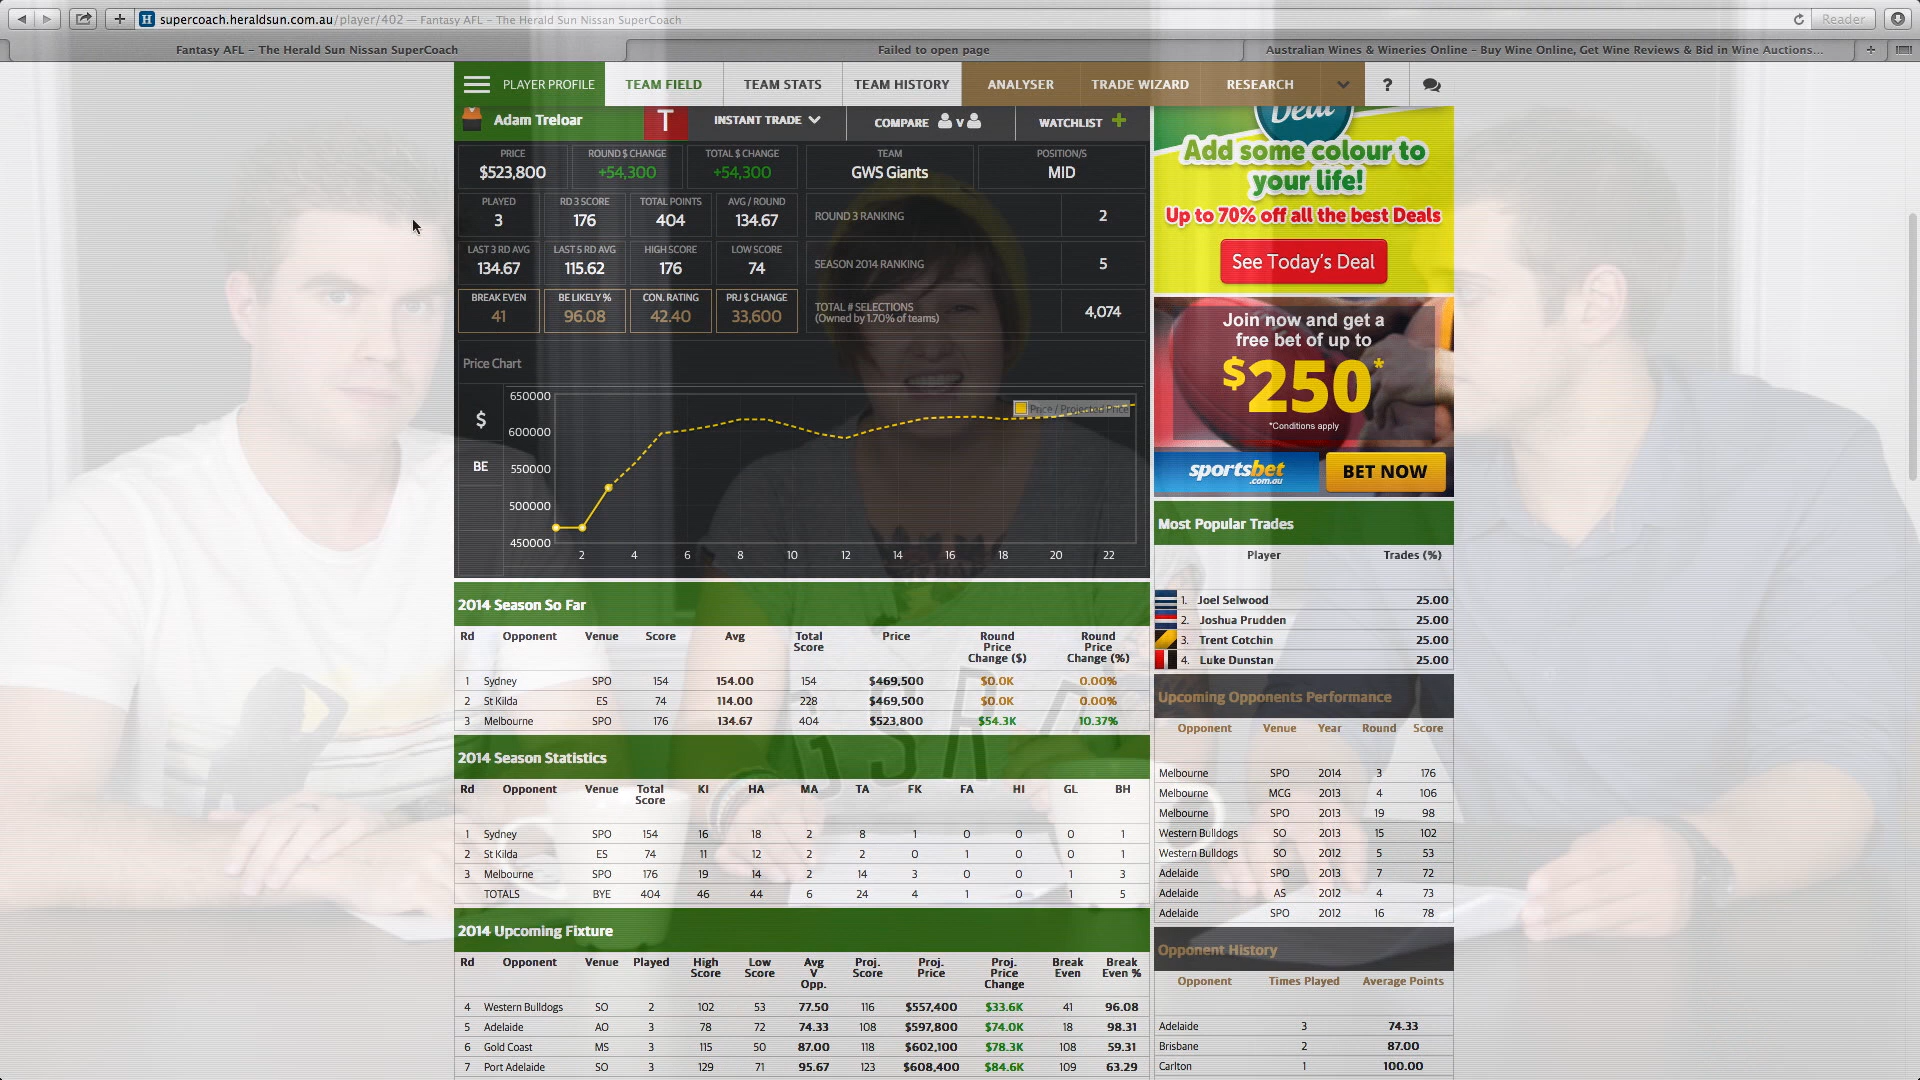 supercoach.heraldsun.com.au/player/402 — Fantasy AFL – The Herald Sun Nissan SuperCoach
Reader
Fantasy AFL – The Herald Sun Nissan SuperCoach
Failed to open page
Australian Wines & Wineries Online - Buy Wine Online, Get Wine Reviews & Bid in Wine Auctions...
PLAYER PROFILE TEAM FIELD TEAM STATS TEAM HISTORY ANALYSER TRADE WIZARD RESEARCH ?
Adam Treloar T INSTANT TRADE COMPARE V WATCHLIST
PRICE ROUND $ CHANGE TOTAL $ CHANGE TEAM POSITION/S
$523,800 +54,300 +54,300 GWS Giants MID
PLAYED RD 3 SCORE TOTAL POINTS AVG / ROUND
3 176 404 134.67
ROUND 3 RANKING 2
LAST 3 RD AVG LAST 5 RD AVG HIGH SCORE LOW SCORE
134.67 115.62 176 74
SEASON 2014 RANKING 5
BREAK EVEN BE LIKELY % CON. RATING PRJ $ CHANGE
41 96.08 42.40 33,600
TOTAL # SELECTIONS
(Owned by 1.70% of teams)
4,074
Price Chart
$
BE
650000
600000
550000
500000
450000
Price / Projected Price
2 4 6 8 10 12 14 16 18 20 22
2014 Season So Far
Rd Opponent Venue Score Avg Total Score Price Round Price Change ($) Round Price Change (%)
1 Sydney SPO 154 154.00 154 $469,500 $0.0K 0.00%
2 St Kilda ES 74 114.00 228 $469,500 $0.0K 0.00%
3 Melbourne SPO 176 134.67 404 $523,800 $54.3K 10.37%
2014 Season Statistics
Rd Opponent Venue Total Score KI HA MA TA FK FA HI GL BH
1 Sydney SPO 154 16 18 2 8 1 0 0 0 1
2 St Kilda ES 74 11 12 2 2 0 1 0 0 1
3 Melbourne SPO 176 19 14 2 14 3 0 0 1 3
TOTALS BYE 404 46 44 6 24 4 1 0 1 5
2014 Upcoming Fixture
Rd Opponent Venue Played High Score Low Score Avg V Opp. Proj. Score Proj. Price Proj. Price Change Break Even Break Even %
4 Western Bulldogs SO 2 102 53 77.50 116 $557,400 $33.6K 41 96.08
5 Adelaide AO 3 78 72 74.33 108 $597,800 $74.0K 18 98.31
6 Gold Coast MS 3 115 50 87.00 118 $602,100 $78.3K 108 59.31
7 Port Adelaide SO 3 129 71 95.67 123 $608,400 $84.6K 109 63.29
Deal
Add some colour to
your life!
Up to 70% off all the best Deals
See Today's Deal
Join now and get a
free bet of up to
$250*
*Conditions apply
sportsbet
.com.au
BET NOW
Most Popular Trades
Player Trades (%)
1. Joel Selwood 25.00
2. Joshua Prudden 25.00
3. Trent Cotchin 25.00
4. Luke Dunstan 25.00
Upcoming Opponents Performance
Opponent Venue Year Round Score
Melbourne SPO 2014 3 176
Melbourne MCG 2013 4 106
Melbourne SPO 2013 19 98
Western Bulldogs SO 2013 15 102
Western Bulldogs SO 2012 5 53
Adelaide SPO 2013 7 72
Adelaide AS 2012 4 73
Adelaide SPO 2012 16 78
Opponent History
Opponent Times Played Average Points
Adelaide 3 74.33
Brisbane 2 87.00
Carlton 1 100.00